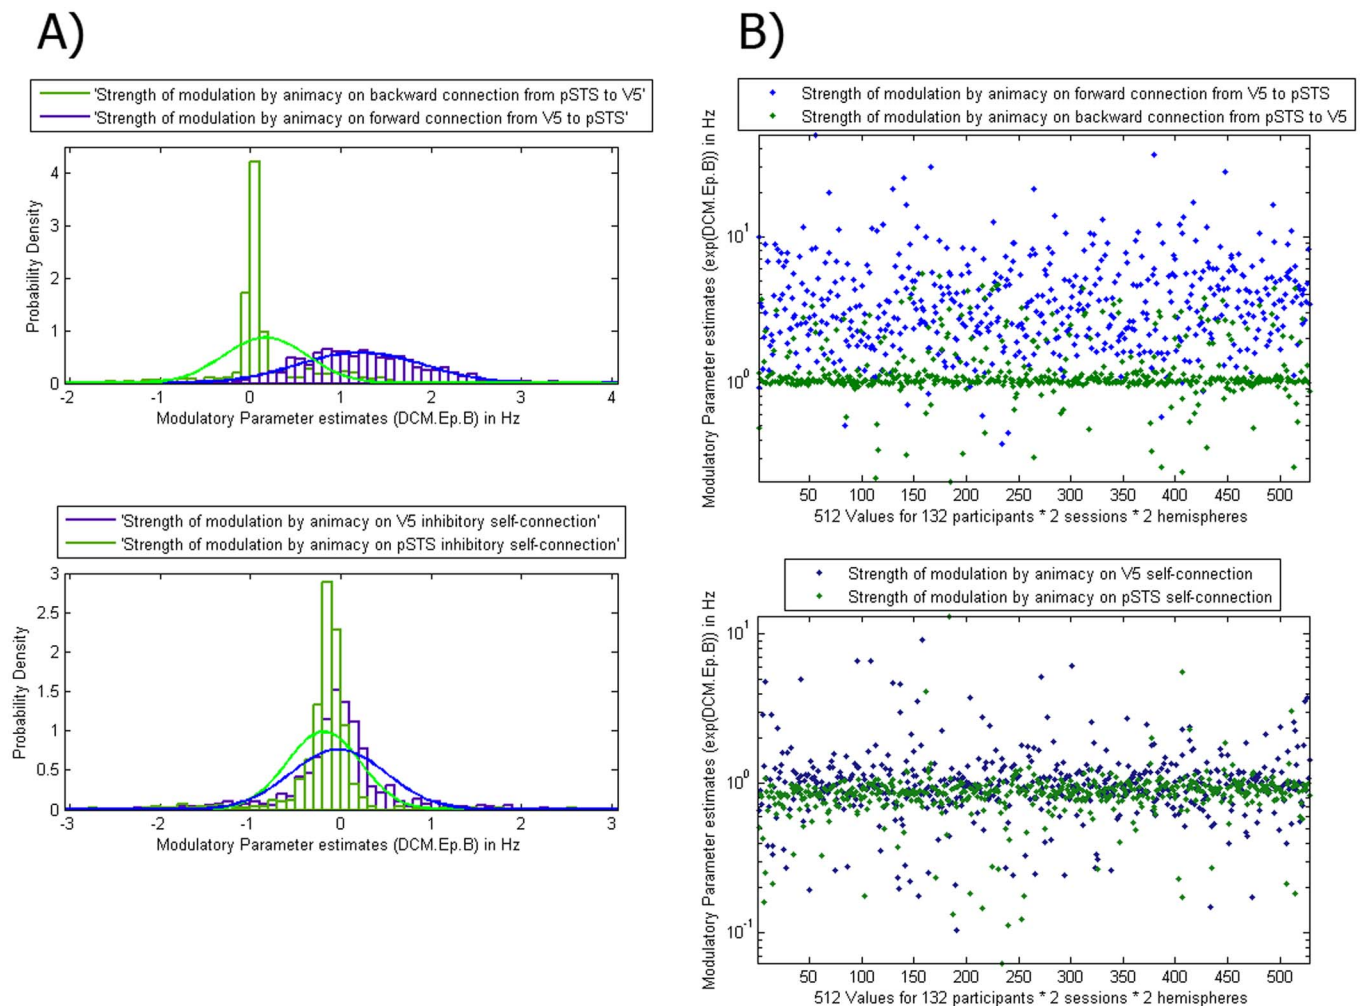 A)
'Strength of modulation by animacy on backward connection from pSTS to V5'
'Strength of modulation by animacy on forward connection from V5 to pSTS'
4
3
2
1
0
Probability Density
-2 -1 0 1 2 3 4
Modulatory Parameter estimates (DCM.Ep.B) in Hz
'Strength of modulation by animacy on V5 inhibitory self-connection'
'Strength of modulation by animacy on pSTS inhibitory self-connection'
3
2.5
2
1.5
1
0.5
0
Probability Density
-3 -2 -1 0 1 2 3
Modulatory Parameter estimates (DCM.Ep.B) in Hz
B)
Strength of modulation by animacy on forward connection from V5 to pSTS
Strength of modulation by animacy on backward connection from pSTS to V5
Modulatory Parameter estimates (exp(DCM.Ep.B)) in Hz
10^1
10^0
50 100 150 200 250 300 350 400 450 500
512 Values for 132 participants * 2 sessions * 2 hemispheres
Strength of modulation by animacy on V5 self-connection
Strength of modulation by animacy on pSTS self-connection
Modulatory Parameter estimates (exp(DCM.Ep.B)) in Hz
10^1
10^0
10^-1
50 100 150 200 250 300 350 400 450 500
512 Values for 132 participants * 2 sessions * 2 hemispheres